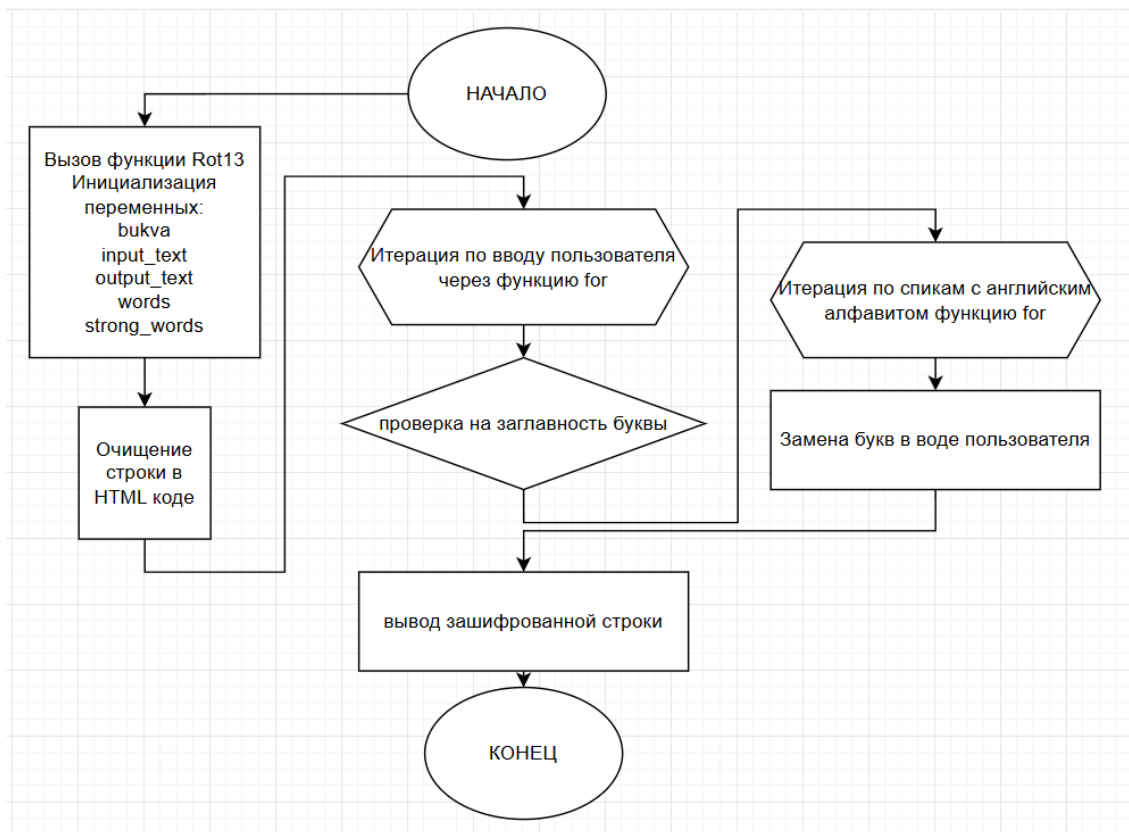 НАЧАЛО
Вызов функции Rot13
Инициализация
переменных:
bukva
input_text
output_text
words
strong_words
Очищение
строки в
HTML коде
Итерация по вводу пользователя
через функцию for
проверка на заглавность буквы
Итерация по спикам с английским
алфавитом функцию for
Замена букв в воде пользователя
вывод зашифрованной строки
КОНЕЦ